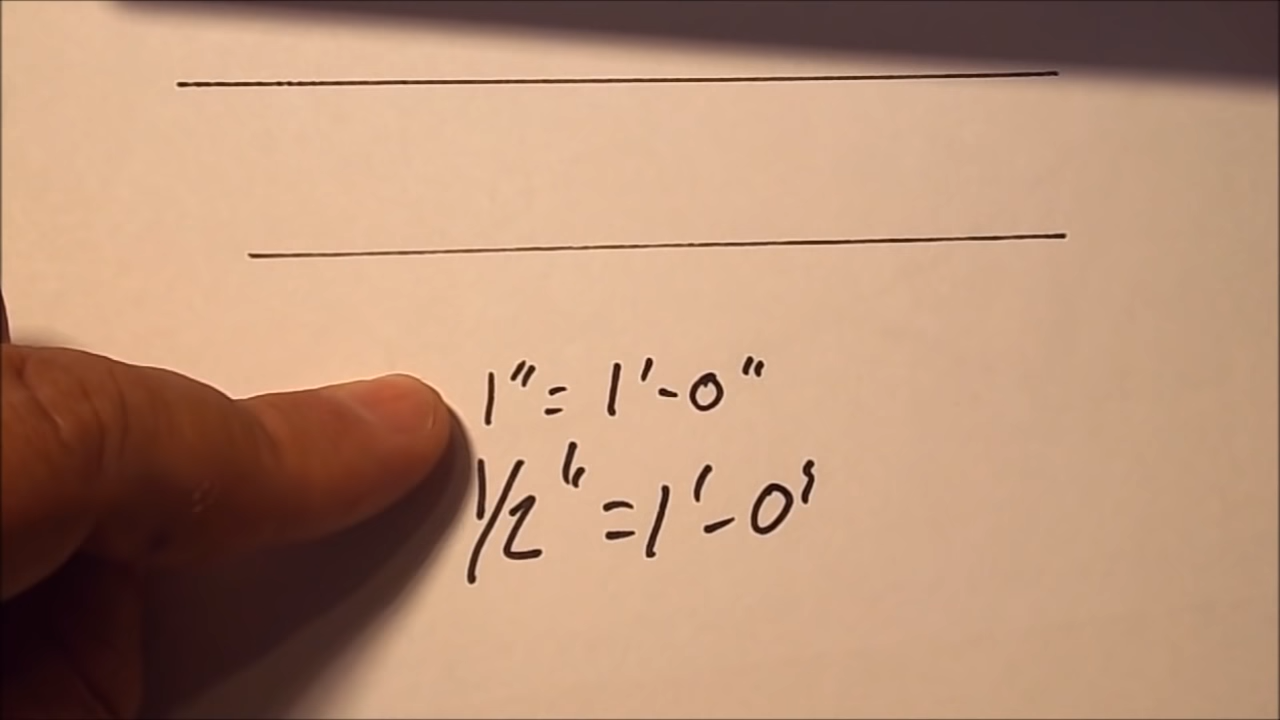 1" = 1'-0"
1/2" = 1'-0'